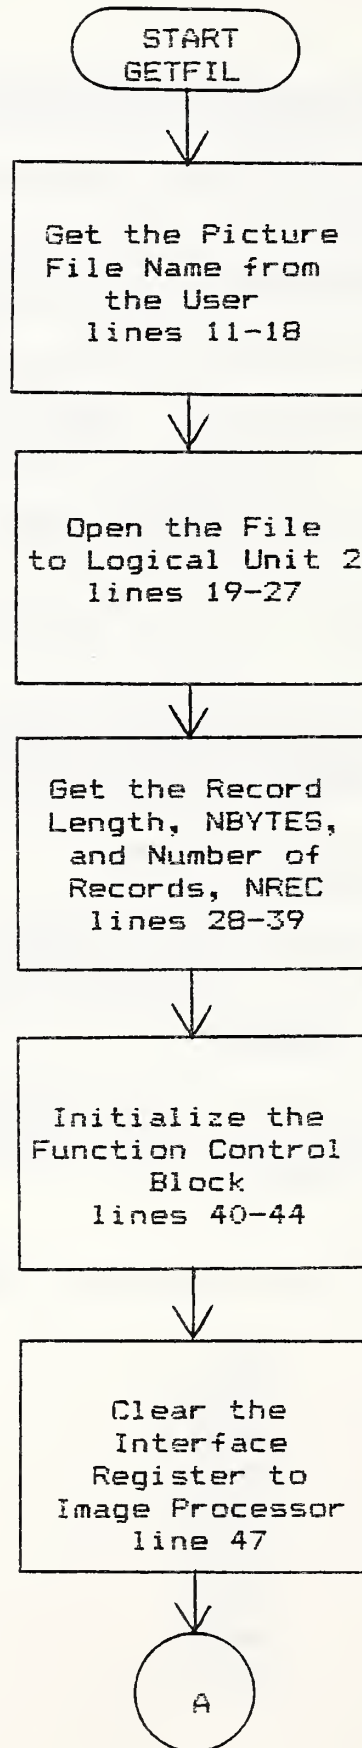 START
GETFIL
Get the Picture
File Name from
the User
lines 11-18
Open the File
to Logical Unit 2
lines 19-27
Get the Record
Length, NBYTES,
and Number of
Records, NREC
lines 28-39
Initialize the
Function Control
Block
lines 40-44
Clear the
Interface
Register to
Image Processor
line 47
A